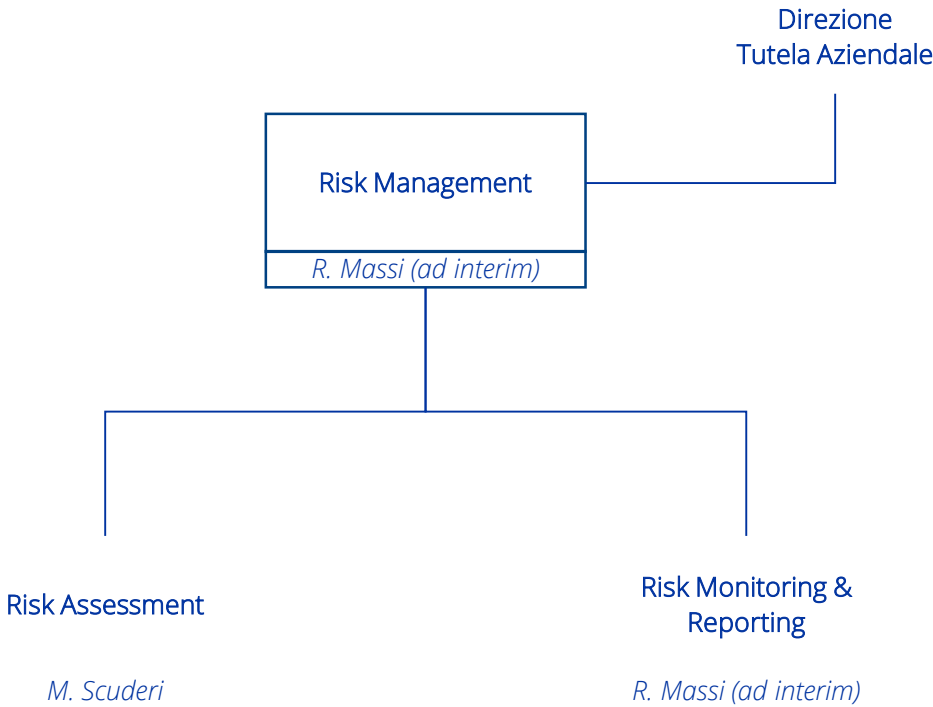 Direzione
Tutela Aziendale
Risk Management
R. Massi (ad interim)
Risk Assessment
M. Scuderi
Risk Monitoring &
Reporting
R. Massi (ad interim)